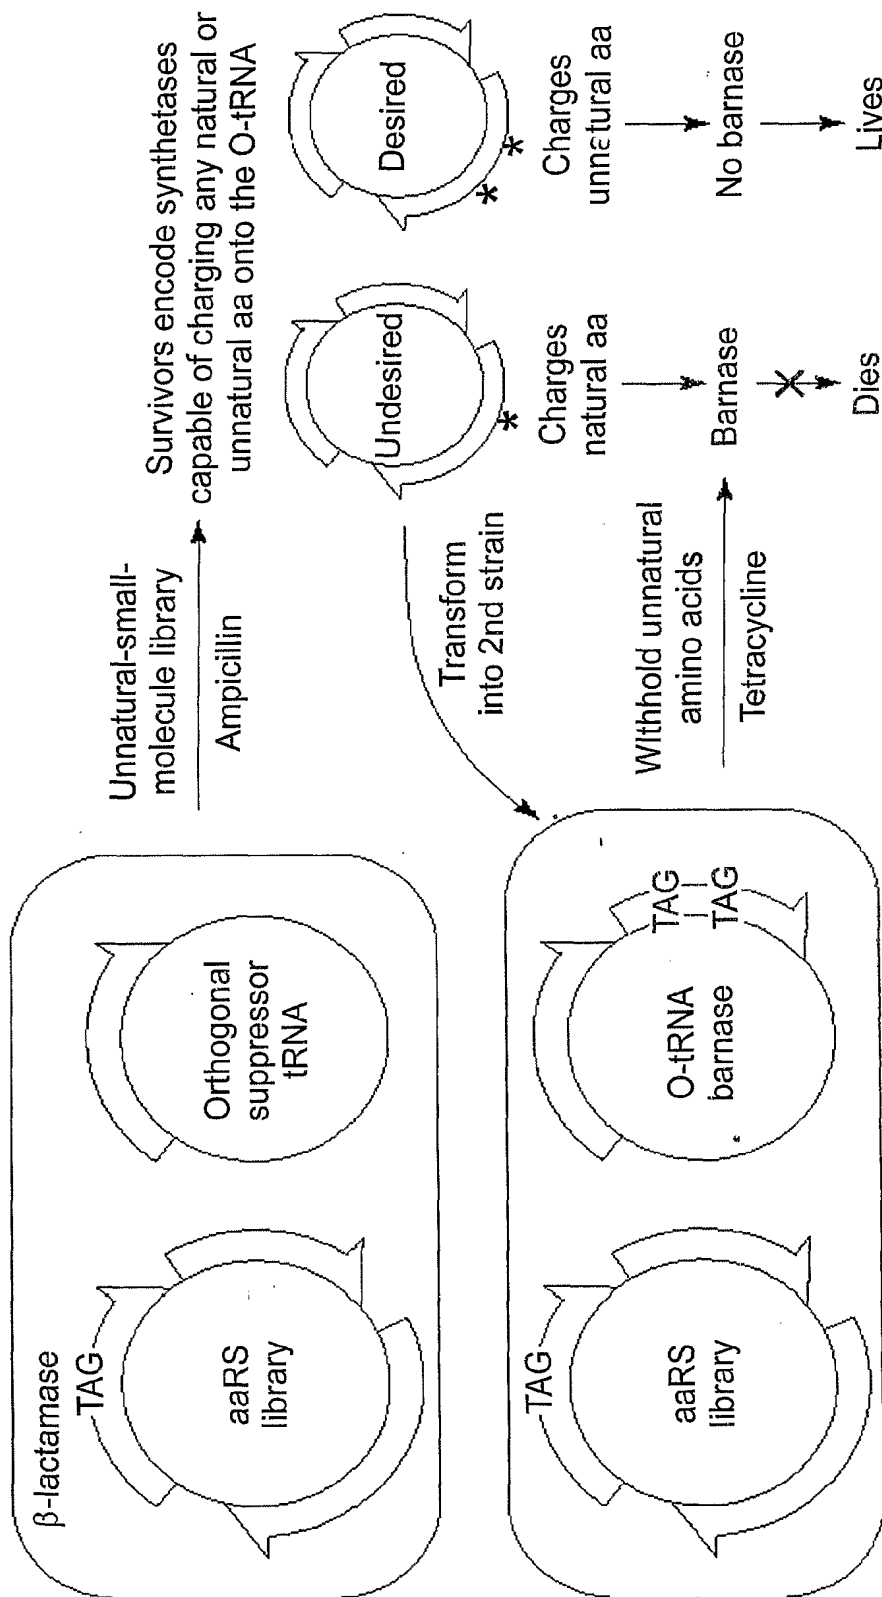 β-lactamase
TAG
aaRS
library
Orthogonal
suppressor
tRNA
Unnatural-small-
molecule library
Ampicillin
Survivors encode synthetases
capable of charging any natural or
unnatural aa onto the O-tRNA
Undesired
*
Charges
natural aa
Barnase
X
Dies
Desired
* *
Charges
unnatural aa
No barnase
Lives
Transform
into 2nd strain
TAG
aaRS
library
O-tRNA
barnase
TAG
TAG
Withhold unnatural
amino acids
Tetracycline